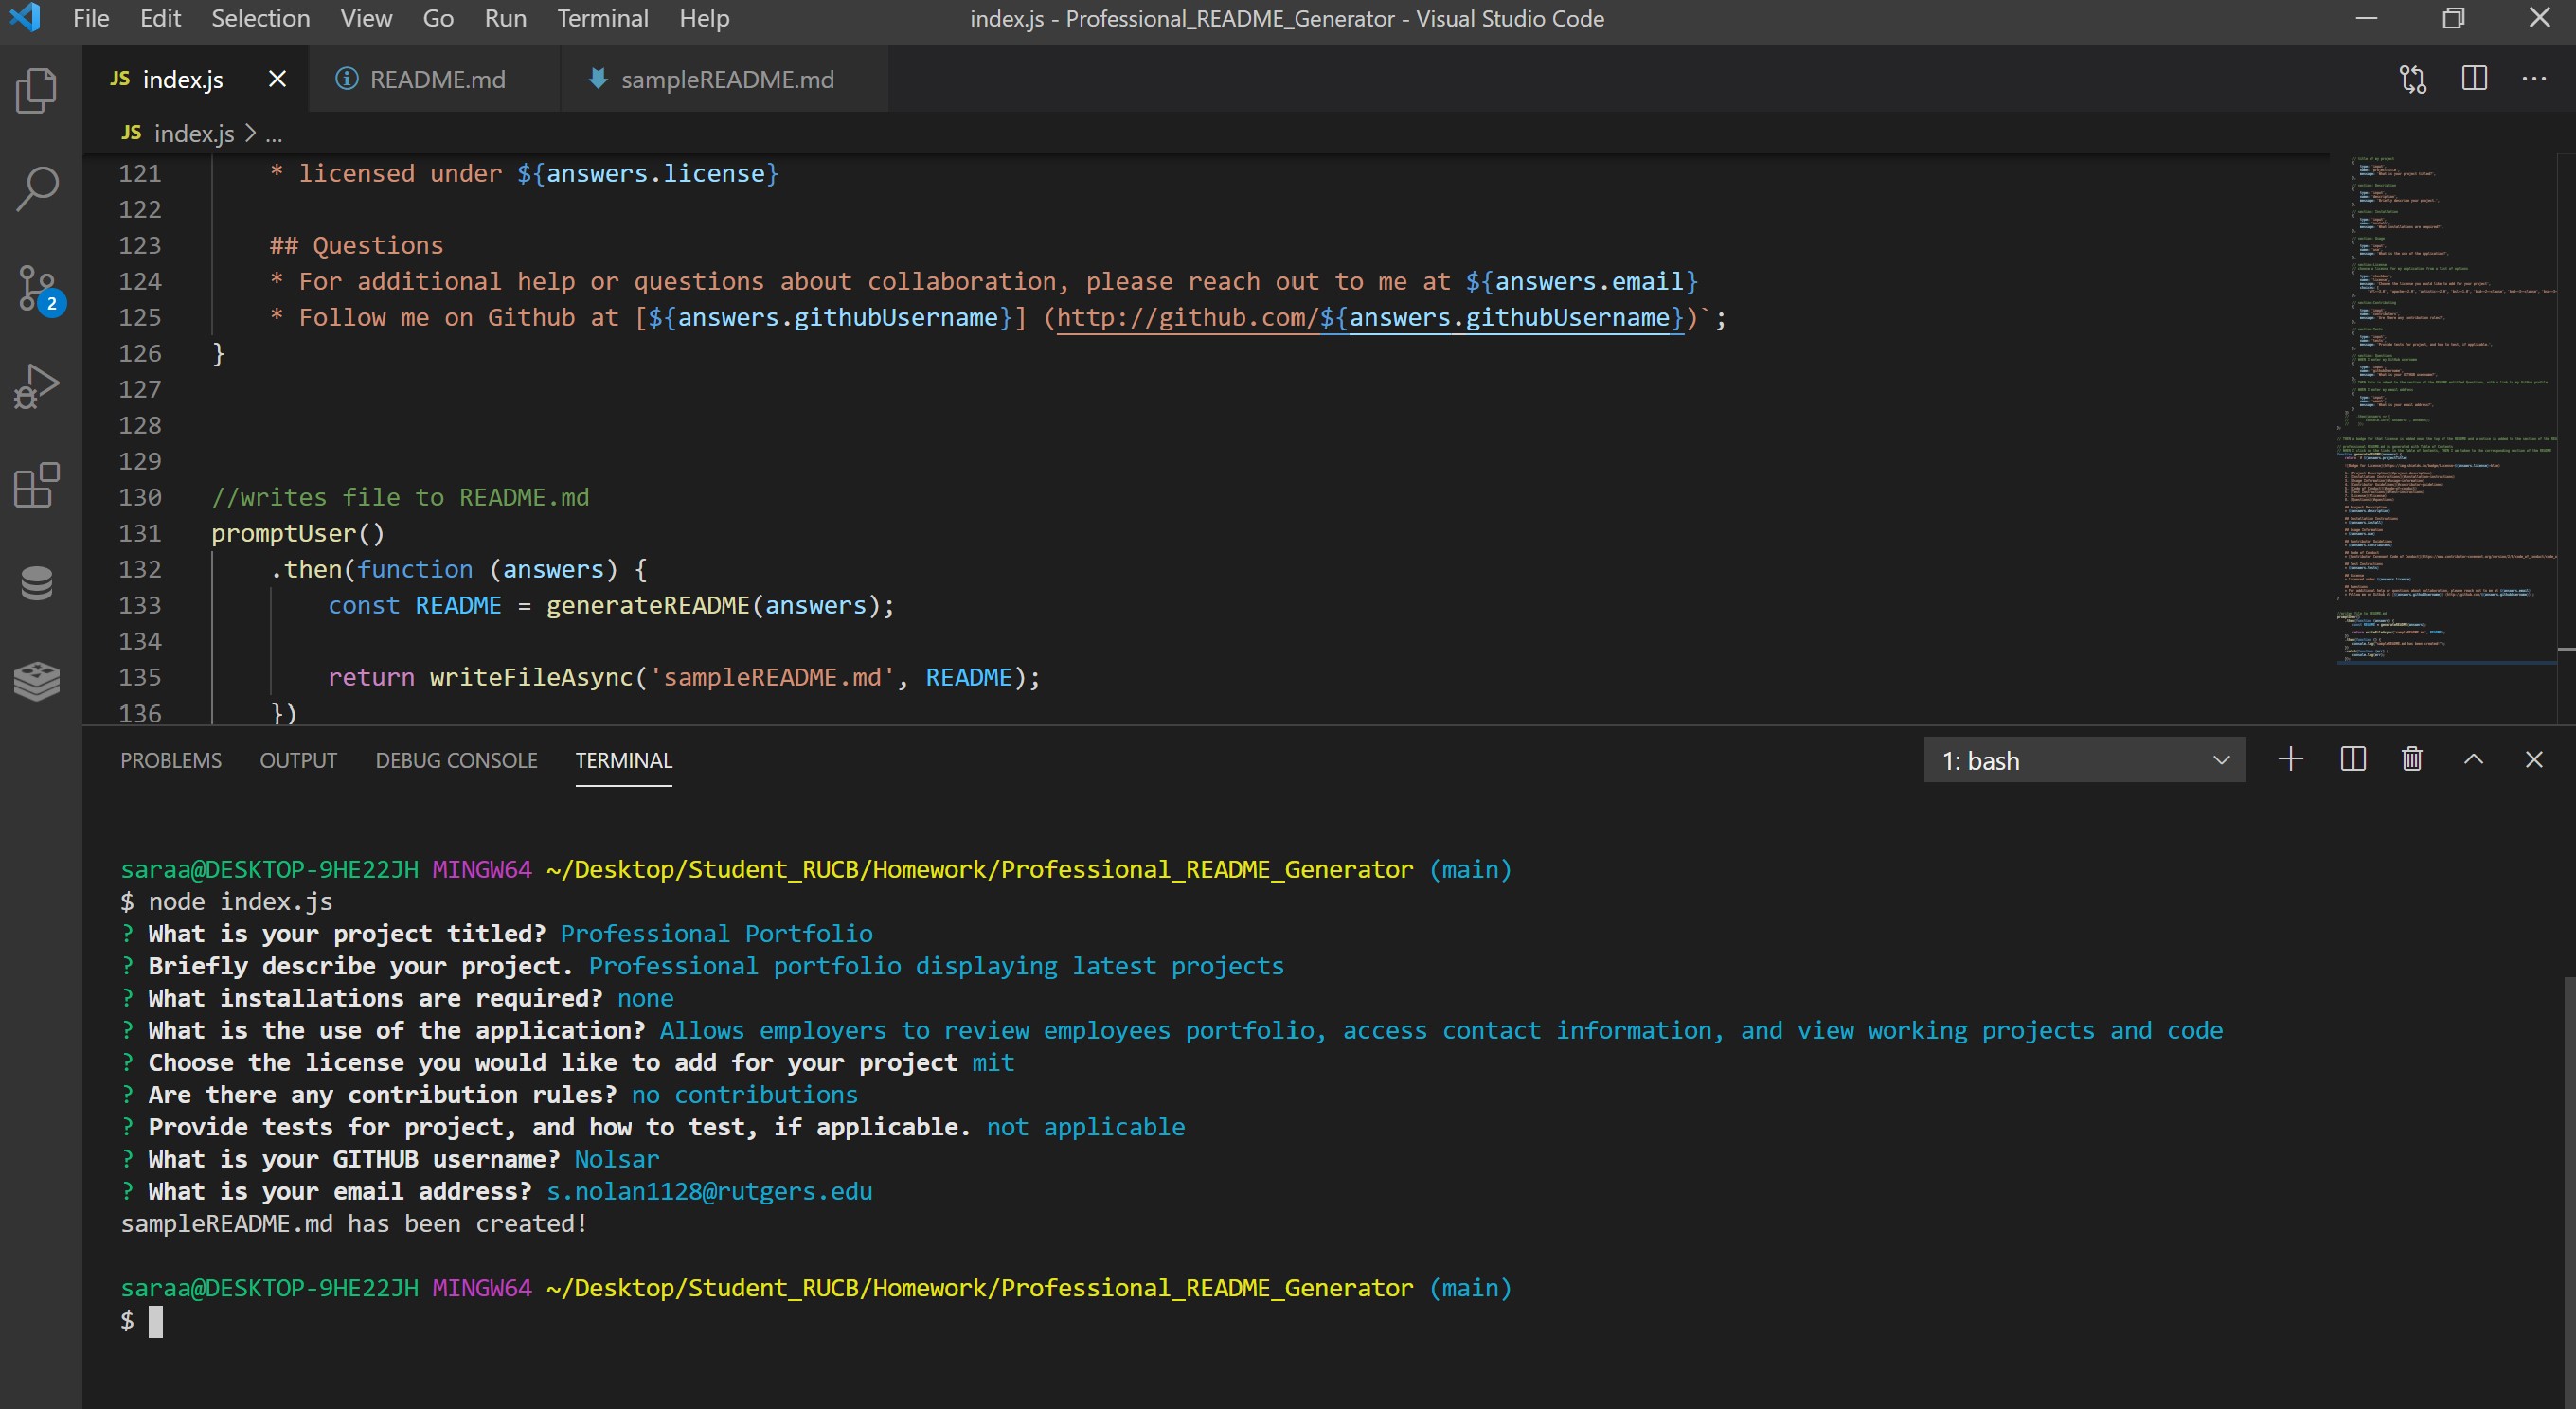 File Edit Selection View Go Run Terminal Help index.js - Professional_README_Generator - Visual Studio Code
JS index.js README.md sampleREADME.md
JS index.js > ...
121 * licensed under ${answers.license}
122
123 ## Questions
124 * For additional help or questions about collaboration, please reach out to me at ${answers.email}
125 * Follow me on Github at [${answers.githubUsername}] (http://github.com/${answers.githubUsername})`;
126 }
127
128
129
130 //writes file to README.md
131 promptUser()
132 .then(function (answers) {
133 const README = generateREADME(answers);
134
135 return writeFileAsync('sampleREADME.md', README);
136 })
2
PROBLEMS OUTPUT DEBUG CONSOLE TERMINAL 1: bash
saraa@DESKTOP-9HE22JH MINGW64 ~/Desktop/Student_RUCB/Homework/Professional_README_Generator (main)
$ node index.js
? What is your project titled? Professional Portfolio
? Briefly describe your project. Professional portfolio displaying latest projects
? What installations are required? none
? What is the use of the application? Allows employers to review employees portfolio, access contact information, and view working projects and code
? Choose the license you would like to add for your project mit
? Are there any contribution rules? no contributions
? Provide tests for project, and how to test, if applicable. not applicable
? What is your GITHUB username? Nolsar
? What is your email address? s.nolan1128@rutgers.edu
sampleREADME.md has been created!
saraa@DESKTOP-9HE22JH MINGW64 ~/Desktop/Student_RUCB/Homework/Professional_README_Generator (main)
$